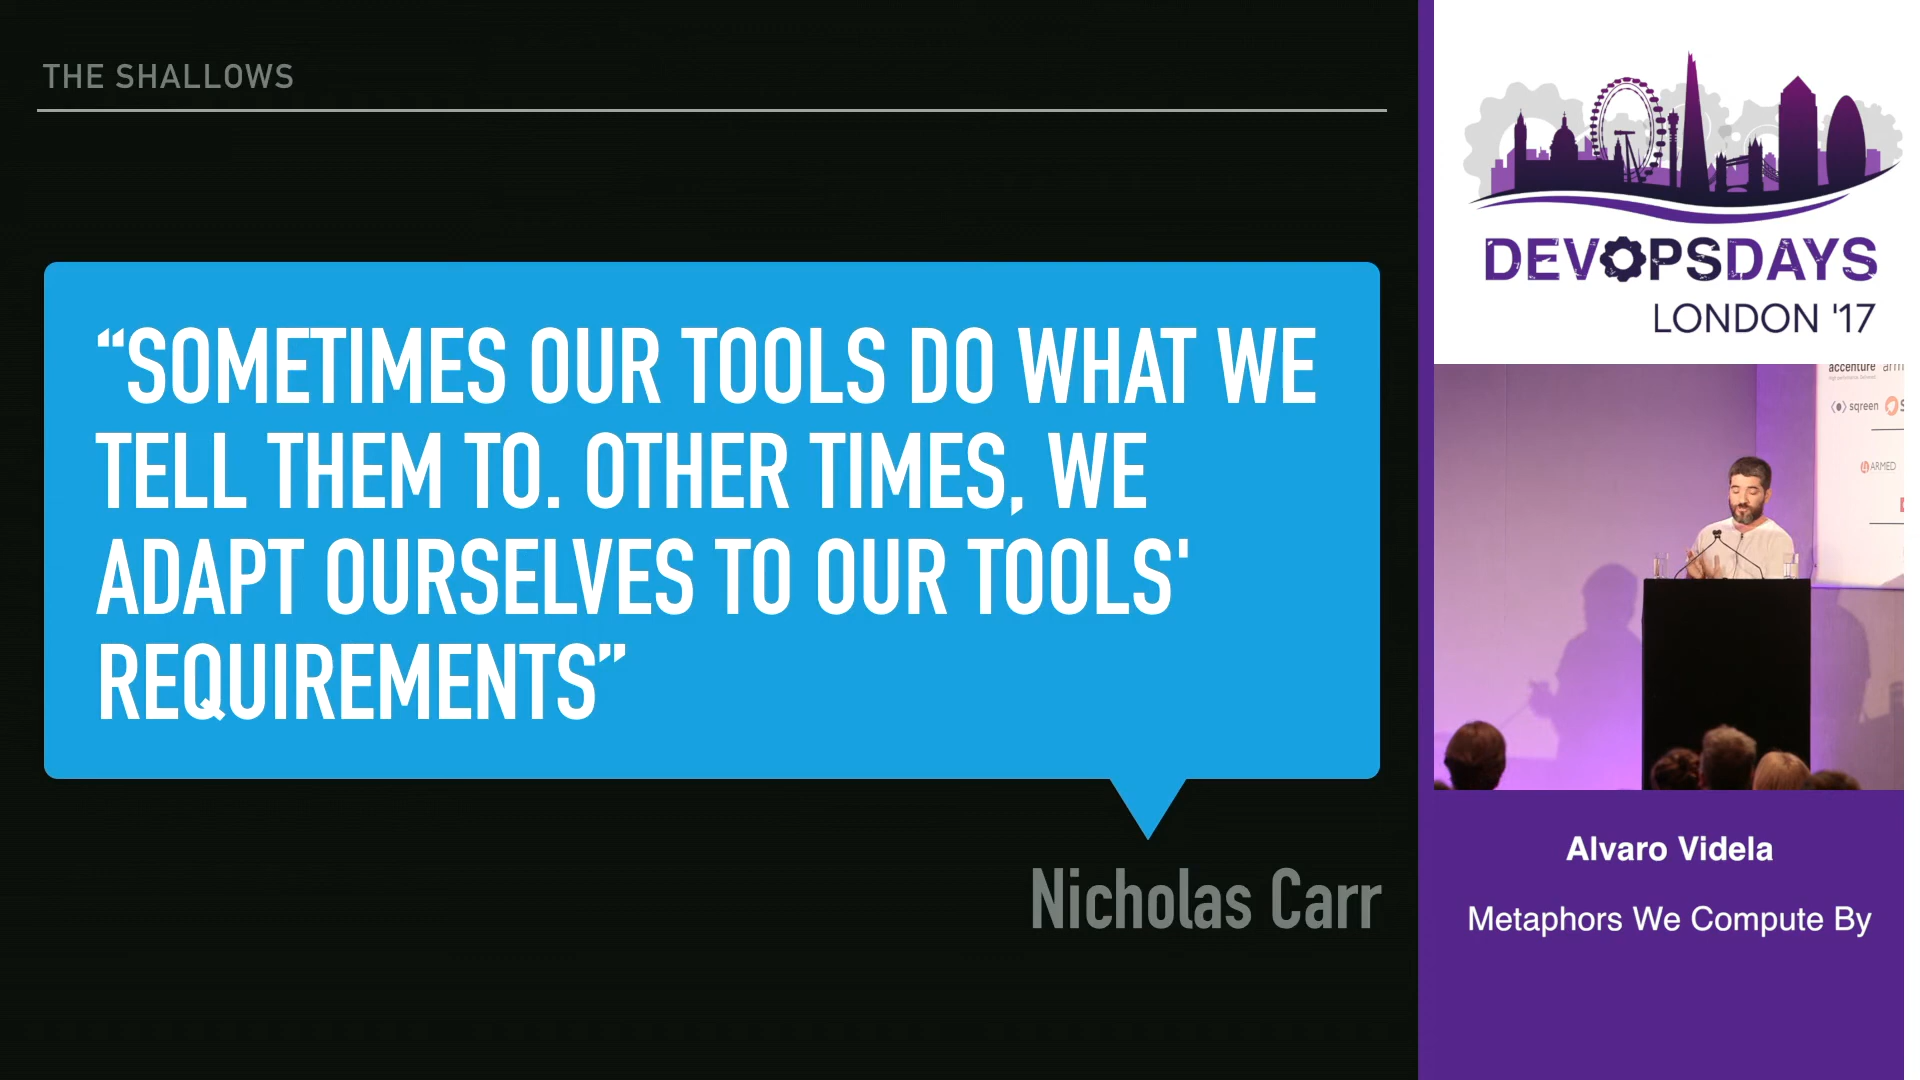 THE SHALLOWS
“SOMETIMES OUR TOOLS DO WHAT WE
TELL THEM TO. OTHER TIMES, WE
ADAPT OURSELVES TO OUR TOOLS'
REQUIREMENTS”
Nicholas Carr
DEVOPSDAYS
LONDON '17
accenture arm
sqreen S
ARMED
Alvaro Videla
Metaphors We Compute By